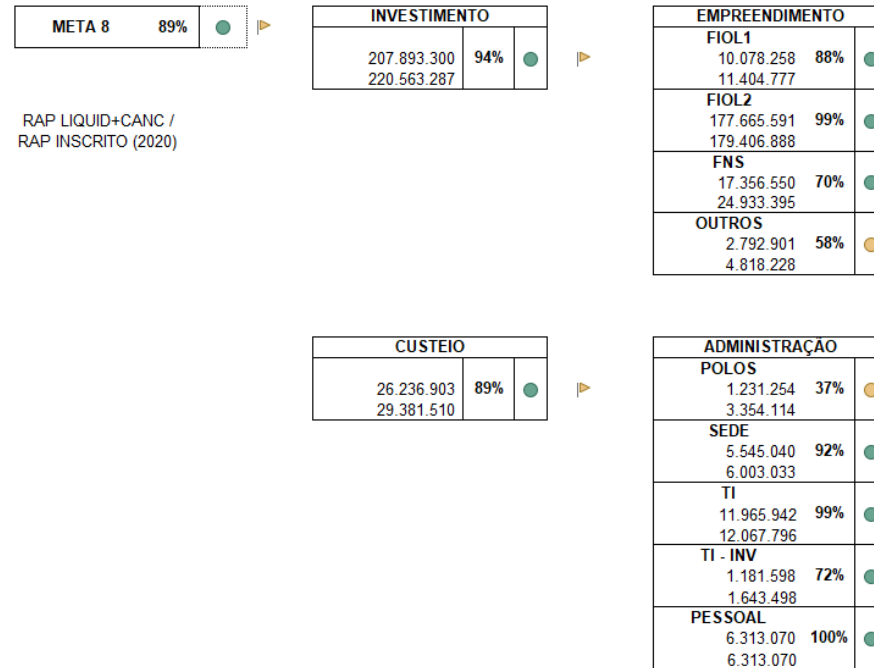 META 8 89%
RAP LIQUID+CANC /
RAP INSCRITO (2020)
INVESTIMENTO
207.893.300 94%
220.563.287
EMPREENDIMENTO
FIOL1
10.078.258 88%
11.404.777
FIOL2
177.665.591 99%
179.406.888
FNS
17.356.550 70%
24.933.395
OUTROS
2.792.901 58%
4.818.228
CUSTEIO
26.236.903 89%
29.381.510
ADMINISTRAÇÃO
POLOS
1.231.254 37%
3.354.114
SEDE
5.545.040 92%
6.003.033
TI
11.965.942 99%
12.067.796
TI - INV
1.181.598 72%
1.643.498
PESSOAL
6.313.070 100%
6.313.070